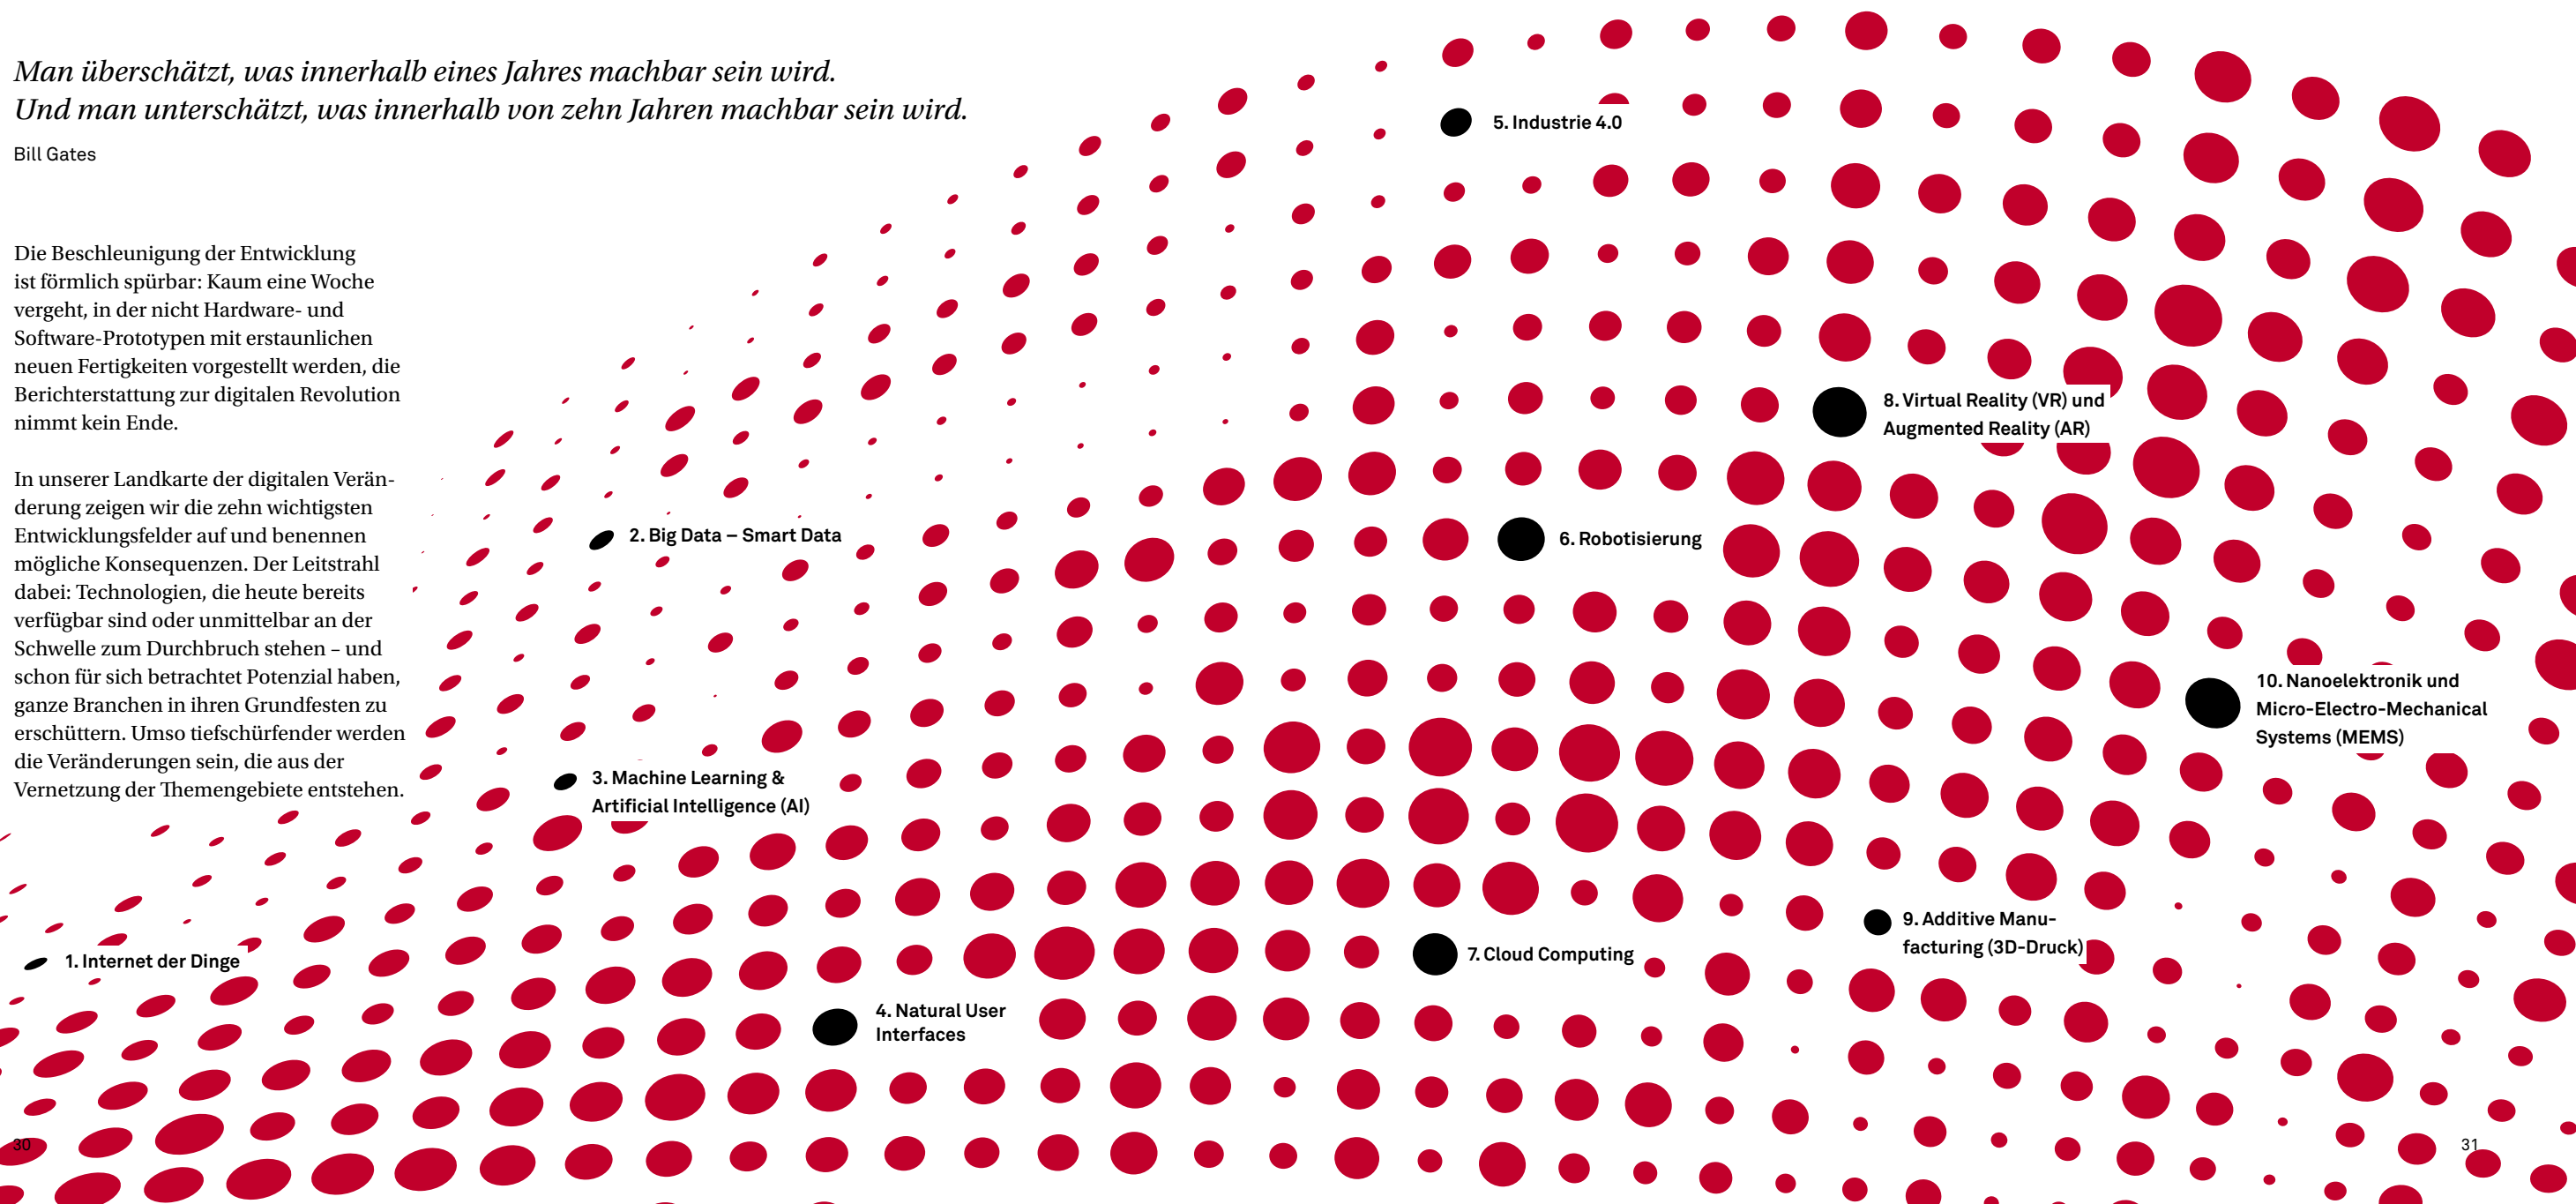 Man überschätzt, was innerhalb eines Jahres machbar sein wird.
Und man unterschätzt, was innerhalb von zehn Jahren machbar sein wird.
Bill Gates
Die Beschleunigung der Entwicklung
ist förmlich spürbar: Kaum eine Woche
vergeht, in der nicht Hardware- und
Software-Prototypen mit erstaunlichen
neuen Fertigkeiten vorgestellt werden, die
Berichterstattung zur digitalen Revolution
nimmt kein Ende.
In unserer Landkarte der digitalen Verän-
derung zeigen wir die zehn wichtigsten
Entwicklungsfelder auf und benennen
mögliche Konsequenzen. Der Leitstrahl
dabei: Technologien, die heute bereits
verfügbar sind oder unmittelbar an der
Schwelle zum Durchbruch stehen – und
schon für sich betrachtet Potenzial haben,
ganze Branchen in ihren Grundfesten zu
erschüttern. Umso tiefschürfender werden
die Veränderungen sein, die aus der
Vernetzung der Themengebiete entstehen.
1. Internet der Dinge
2. Big Data – Smart Data
3. Machine Learning &
Artificial Intelligence (AI)
4. Natural User
Interfaces
5. Industrie 4.0
6. Robotisierung
7. Cloud Computing
8. Virtual Reality (VR) und
Augmented Reality (AR)
9. Additive Manu-
facturing (3D-Druck)
10. Nanoelektronik und
Micro-Electro-Mechanical
Systems (MEMS)
30
31